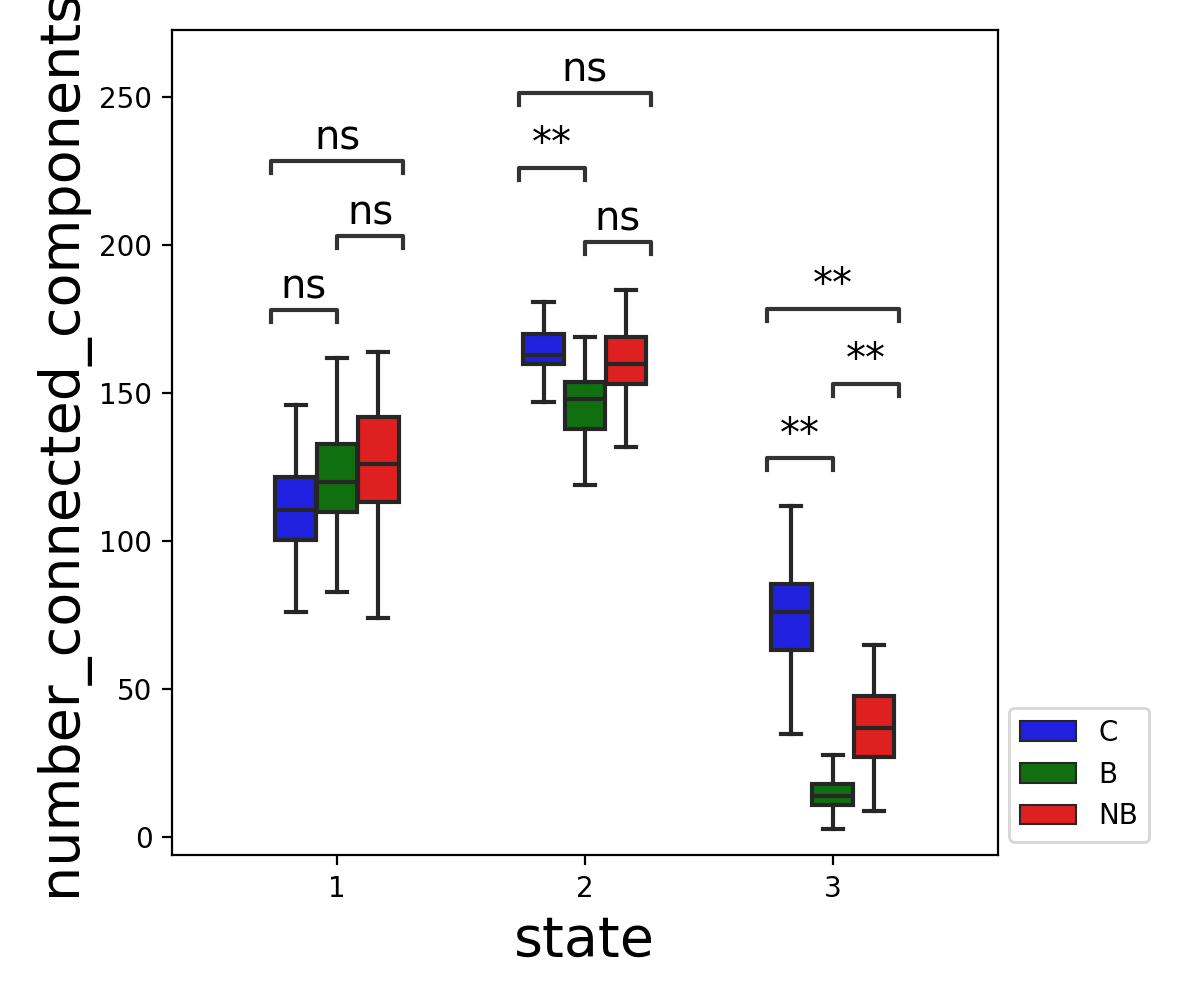 number_connected_components
250
200
150
100
50
0
ns
ns
ns
ns
**
ns
**
**
**
1
2
3
state
C
B
NB